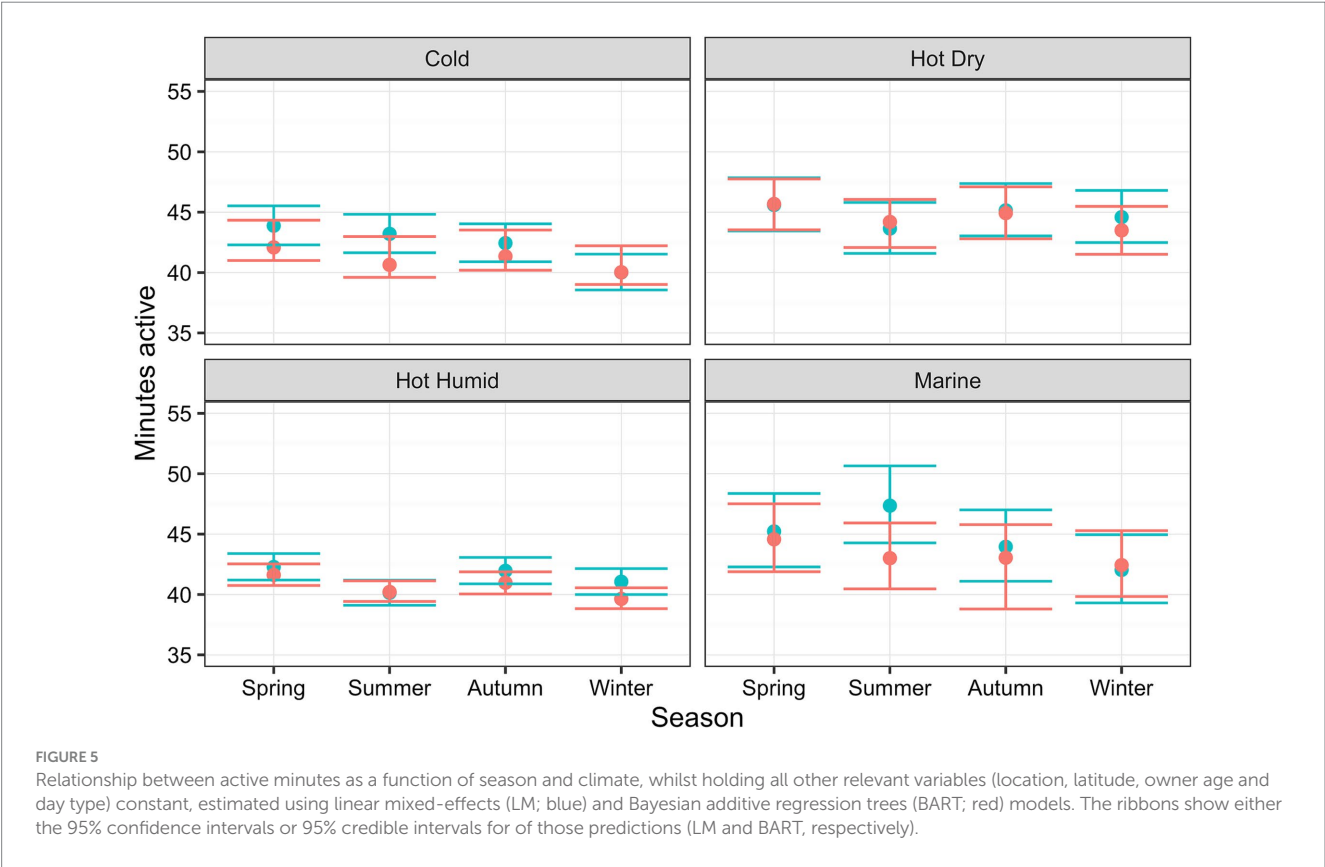 Cold
Hot Dry
55
50
45
40
35
Minutes active
Hot Humid
Marine
55
50
45
40
35
Spring
Summer
Autumn
Winter
Spring
Summer
Autumn
Winter
Season
FIGURE 5
Relationship between active minutes as a function of season and climate, whilst holding all other relevant variables (location, latitude, owner age and
day type) constant, estimated using linear mixed-effects (LM; blue) and Bayesian additive regression trees (BART; red) models. The ribbons show either
the 95% confidence intervals or 95% credible intervals for of those predictions (LM and BART, respectively).